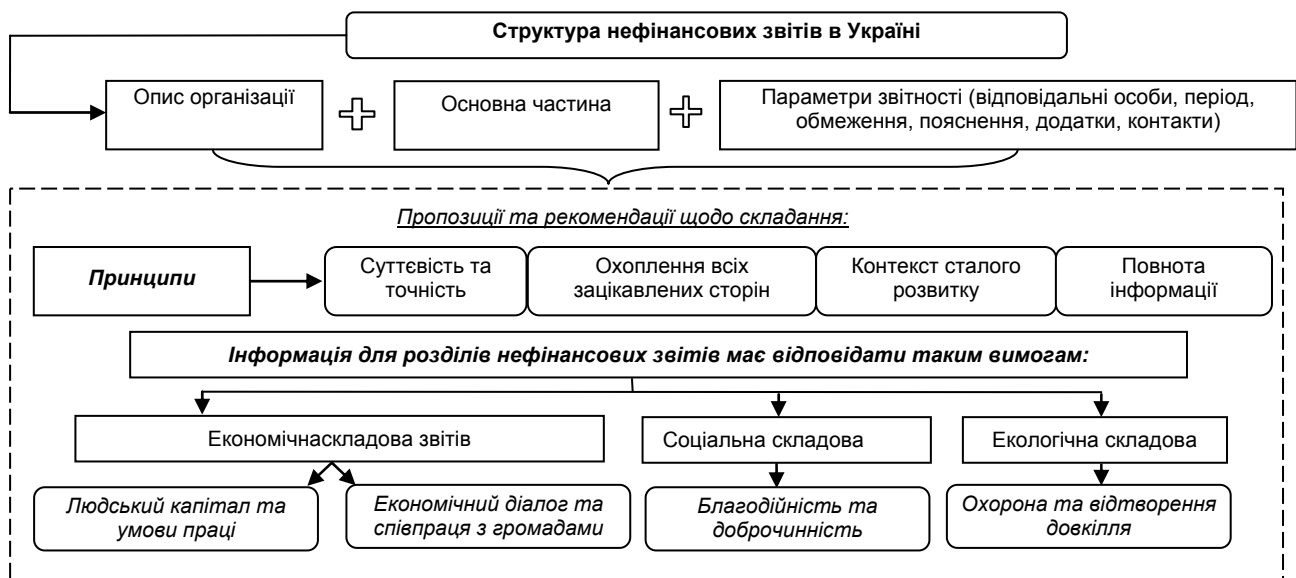 Структура нефінансових звітів в Україні
Опис організації
Основна частина
Параметри звітності (відповідальні особи, період,
обмеження, пояснення, додатки, контакти)
Пропозиції та рекомендації щодо складання:
Принципи
Суттєвість та
точність
Охоплення всіх
зацікавлених сторін
Контекст сталого
розвитку
Повнота
інформації
Інформація для розділів нефінансових звітів має відповідати таким вимогам:
Економічнаскладова звітів
Соціальна складова
Екологічна складова
Людський капітал та
умови праці
Економічний діалог та
співпраця з громадами
Благодійність та
доброчинність
Охорона та відтворення
довкілля